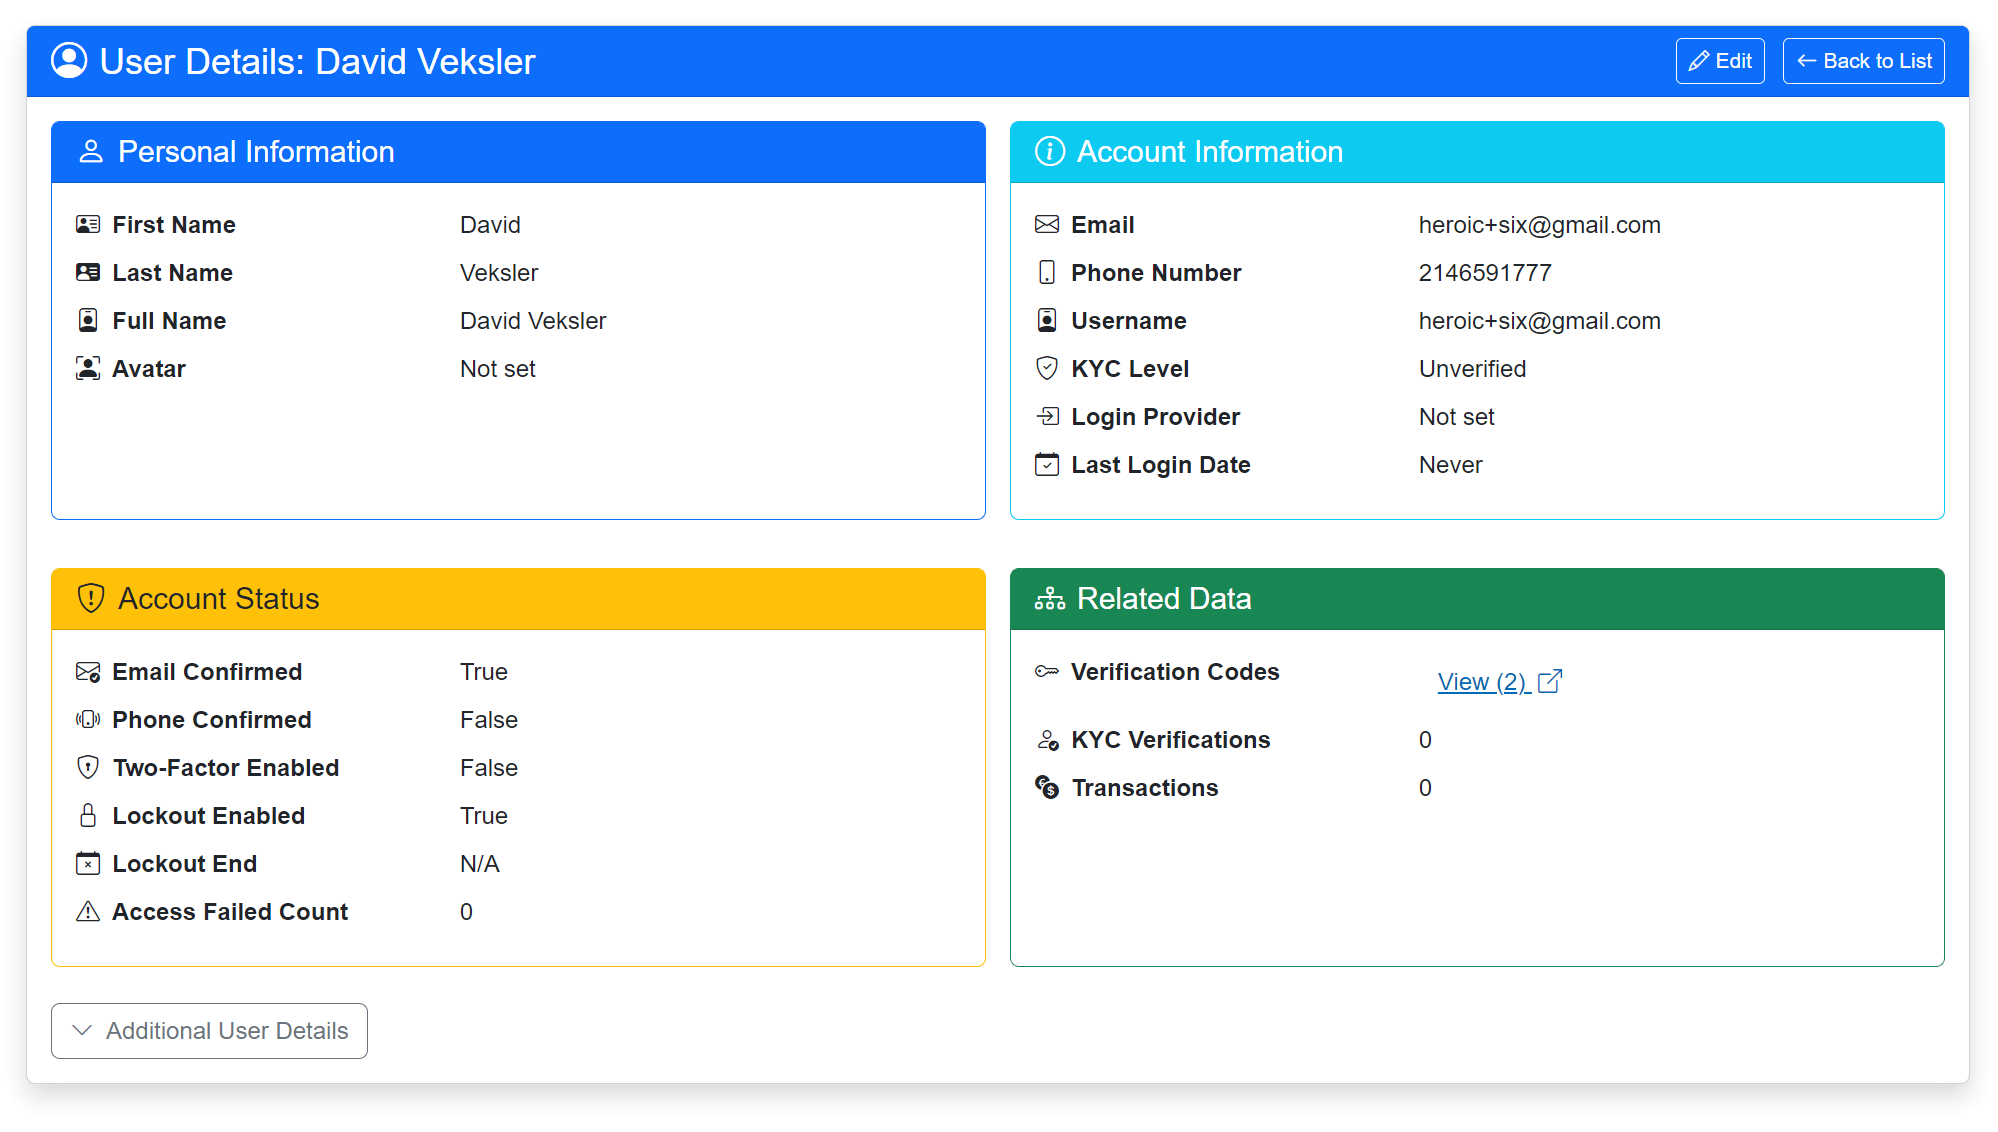 User Details: David Veksler
Edit
Back to List
Personal Information
First Name David
Last Name Veksler
Full Name David Veksler
Avatar Not set
Account Information
Email heroic+six@gmail.com
Phone Number 2146591777
Username heroic+six@gmail.com
KYC Level Unverified
Login Provider Not set
Last Login Date Never
Account Status
Email Confirmed True
Phone Confirmed False
Two-Factor Enabled False
Lockout Enabled True
Lockout End N/A
Access Failed Count 0
Related Data
Verification Codes View (2)
KYC Verifications 0
Transactions 0
Additional User Details